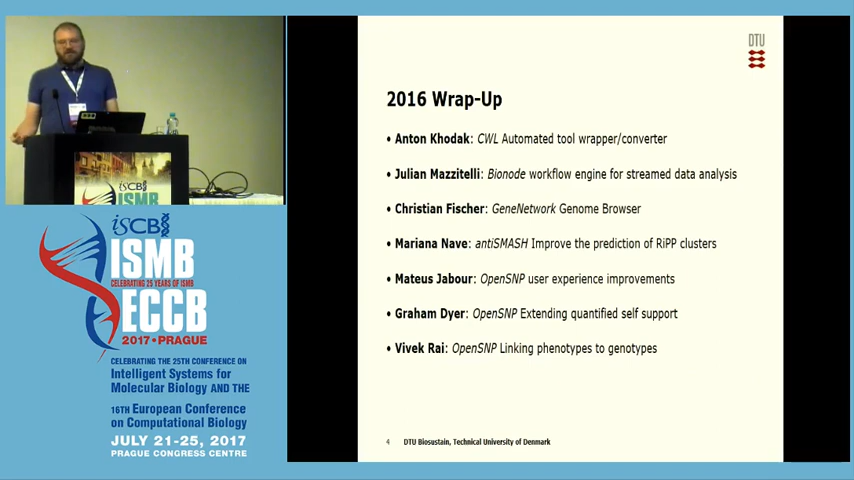 iSCB
ISMB
iSCB
ISMB
CELEBRATING 25 YEARS OF ISMB
ECCB
2017 • PRAGUE
CELEBRATING THE 25TH CONFERENCE ON
Intelligent Systems for
Molecular Biology AND THE
16TH European Conference
on Computational Biology
JULY 21-25, 2017
PRAGUE CONGRESS CENTRE
DTU
2016 Wrap-Up
• Anton Khodak: CWL Automated tool wrapper/converter
• Julian Mazzitelli: Bionode workflow engine for streamed data analysis
• Christian Fischer: GeneNetwork Genome Browser
• Mariana Nave: antiSMASH Improve the prediction of RiPP clusters
• Mateus Jabour: OpenSNP user experience improvements
• Graham Dyer: OpenSNP Extending quantified self support
• Vivek Rai: OpenSNP Linking phenotypes to genotypes
4 DTU Biosustain, Technical University of Denmark